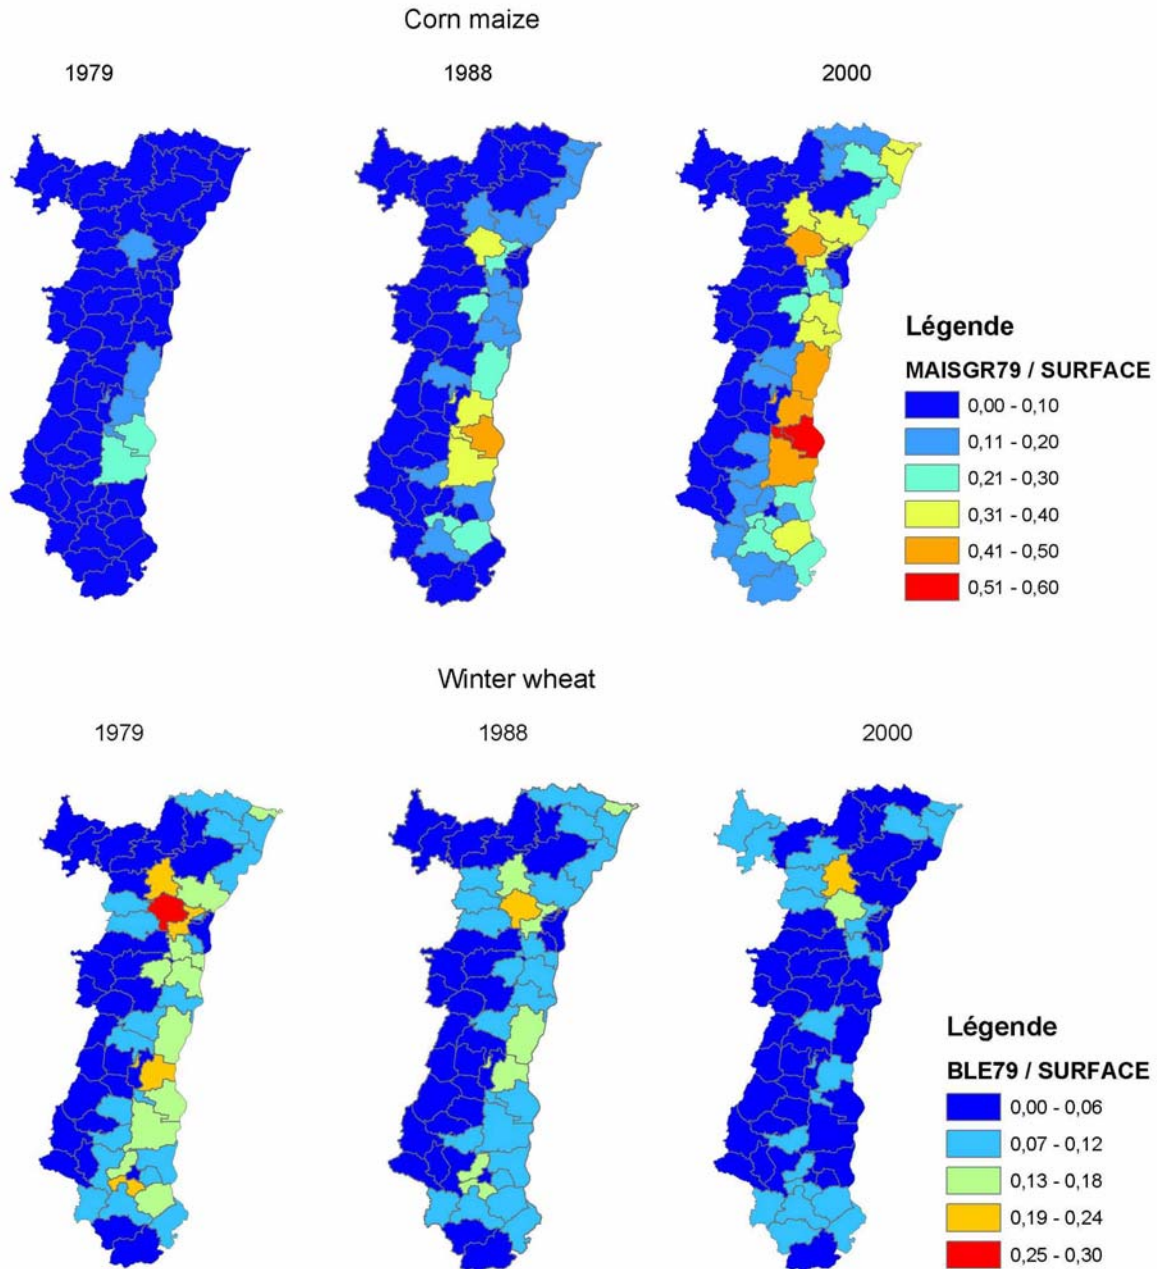 Corn maize
1979
1988
2000
Légende
MAISGR79 / SURFACE
0,00 - 0,10
0,11 - 0,20
0,21 - 0,30
0,31 - 0,40
0,41 - 0,50
0,51 - 0,60
Winter wheat
1979
1988
2000
Légende
BLE79 / SURFACE
0,00 - 0,06
0,07 - 0,12
0,13 - 0,18
0,19 - 0,24
0,25 - 0,30